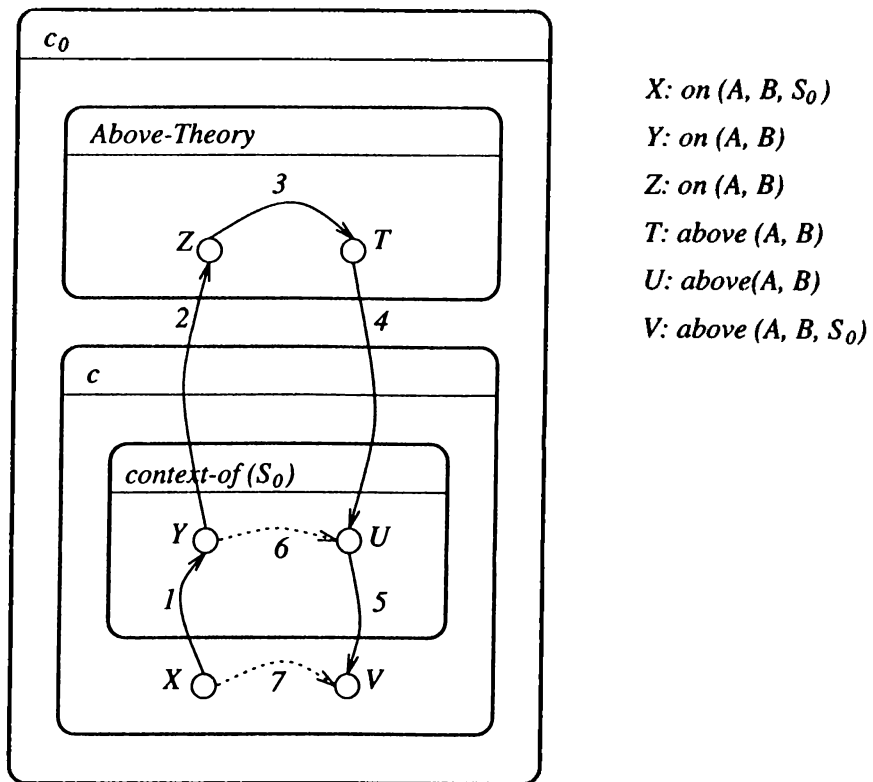 c₀
Above-Theory
3
Z T
2 4
c
context-of (S₀)
Y 6 U
1 5
X 7 V
X: on (A, B, S₀)
Y: on (A, B)
Z: on (A, B)
T: above (A, B)
U: above(A, B)
V: above (A, B, S₀)